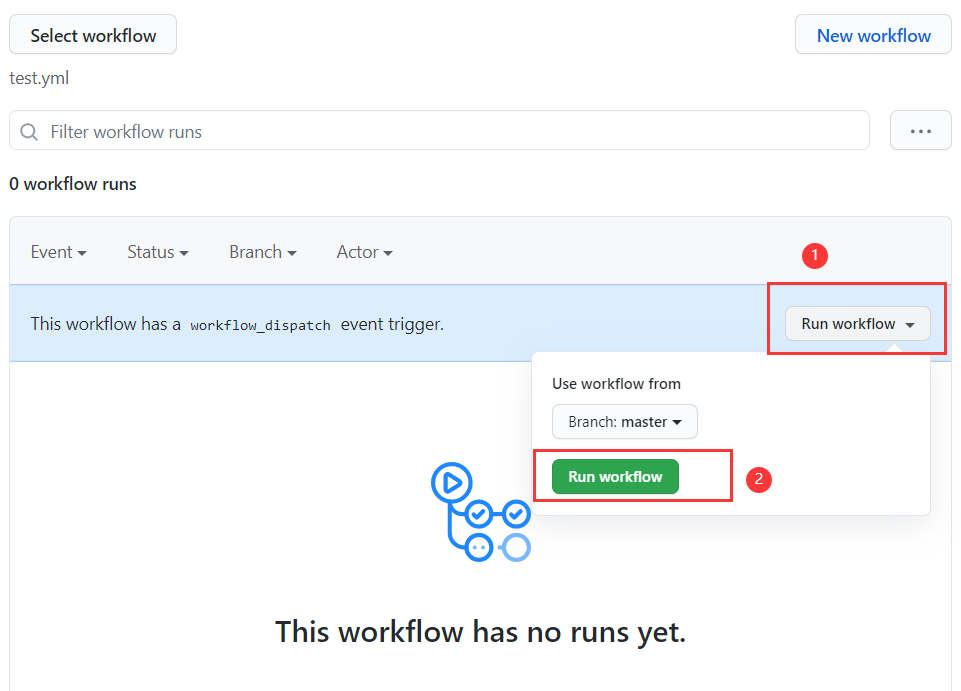 Select workflow
New workflow
test.yml
Filter workflow runs
0 workflow runs
Event
Status
Branch
Actor
1
This workflow has a workflow_dispatch event trigger.
Run workflow
Use workflow from
Branch: master
Run workflow
2
This workflow has no runs yet.